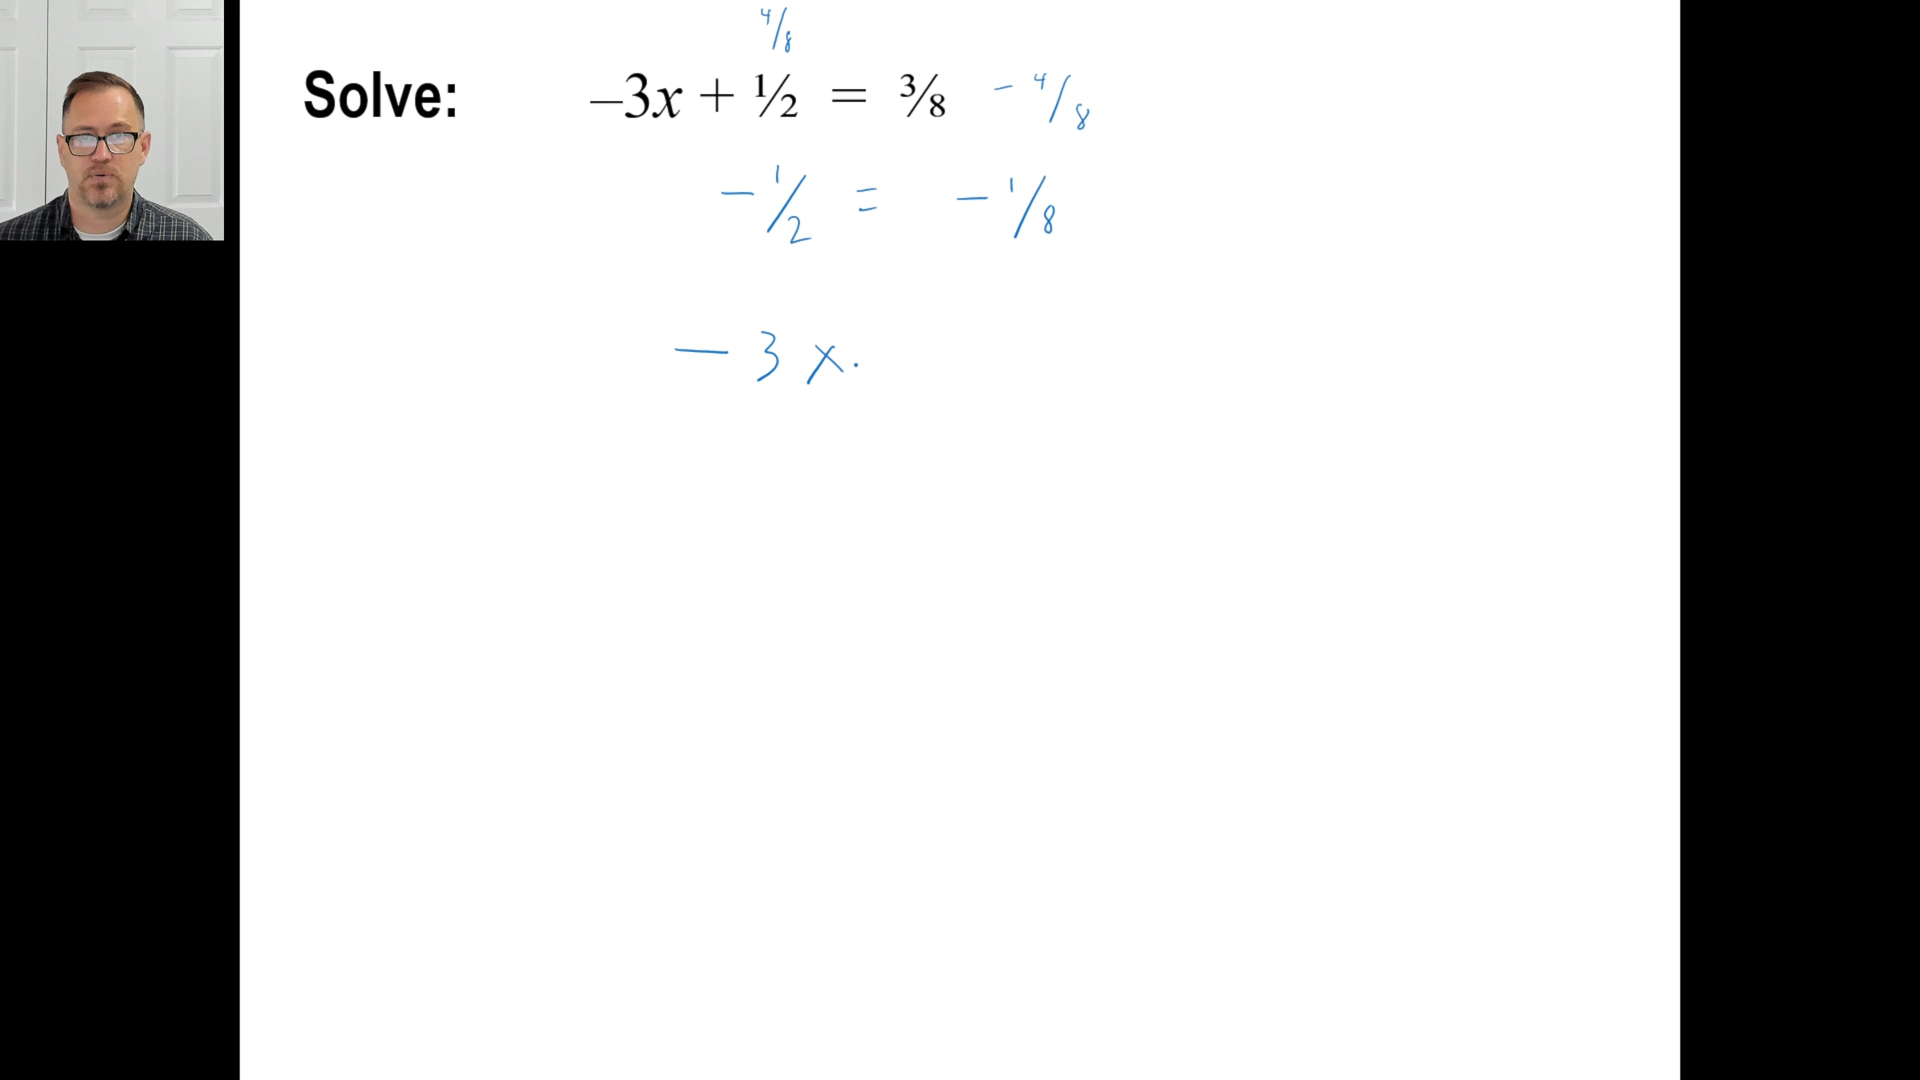 4/8
Solve: –3x + ½ = ⅜ - 4/8
- 1/2 = - 1/8
- 3 x.